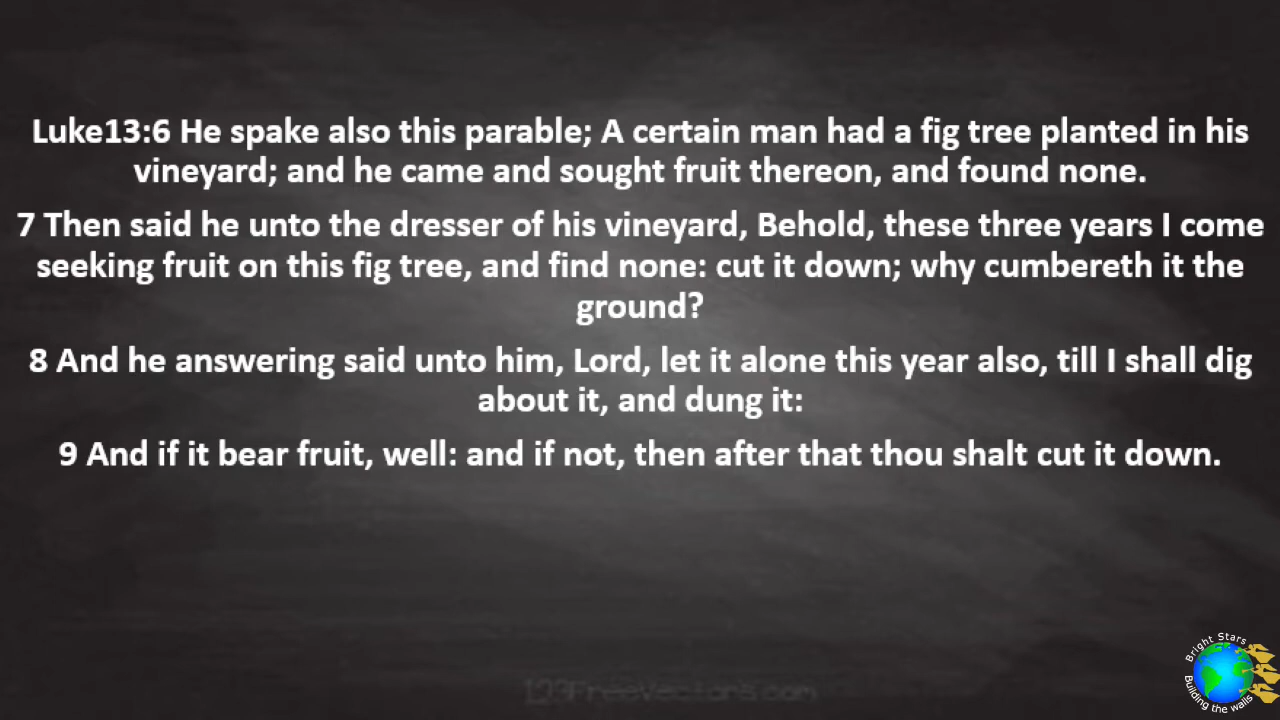 Luke13:6 He spake also this parable; A certain man had a fig tree planted in his
vineyard; and he came and sought fruit thereon, and found none.
7 Then said he unto the dresser of his vineyard, Behold, these three years I come
seeking fruit on this fig tree, and find none: cut it down; why cumbereth it the
ground?
8 And he answering said unto him, Lord, let it alone this year also, till I shall dig
about it, and dung it:
9 And if it bear fruit, well: and if not, then after that thou shalt cut it down.
Bright Stars
Building the walls
123FreeVectors.com